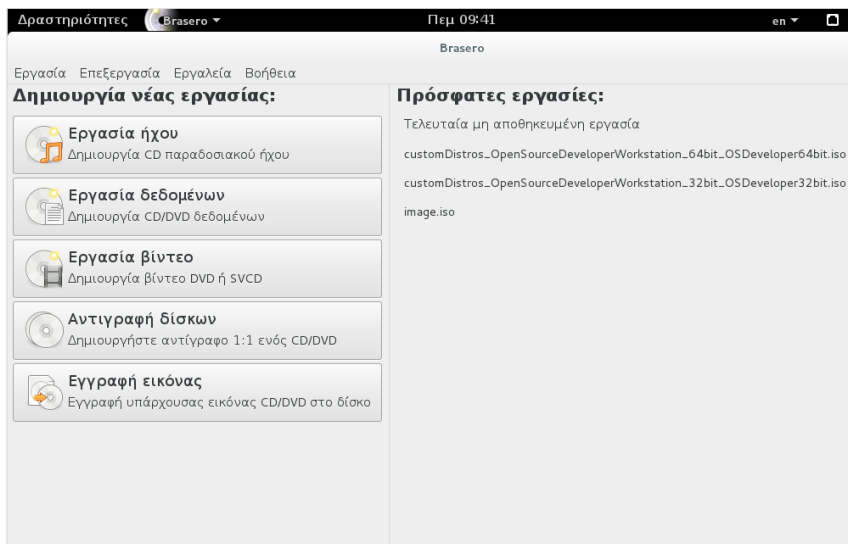 Δραστηριότητες Brasero Πεμ 09:41 en
Brasero
Εργασία Επεξεργασία Εργαλεία Βοήθεια
Δημιουργία νέας εργασίας:
Εργασία ήχου
Δημιουργία CD παραδοσιακού ήχου
Εργασία δεδομένων
Δημιουργία CD/DVD δεδομένων
Εργασία βίντεο
Δημιουργία βίντεο DVD ή SVCD
Αντιγραφή δίσκων
Δημιουργήστε αντίγραφο 1:1 ενός CD/DVD
Εγγραφή εικόνας
Εγγραφή υπάρχουσας εικόνας CD/DVD στο δίσκο
Πρόσφατες εργασίες:
Τελευταία μη αποθηκευμένη εργασία
customDistros_OpenSourceDeveloperWorkstation_64bit_OSDeveloper64bit.iso
customDistros_OpenSourceDeveloperWorkstation_32bit_OSDeveloper32bit.iso
image.iso